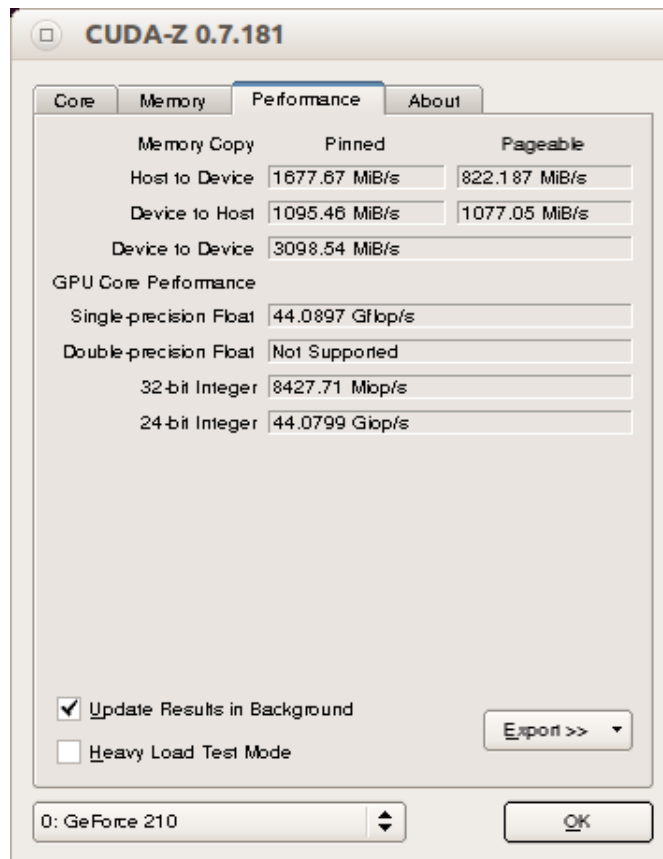 CUDA-Z 0.7.181
Core Memory Performance About
Memory Copy Pinned Pageable
Host to Device 1677.67 MiB/s 822.187 MiB/s
Device to Host 1095.46 MiB/s 1077.05 MiB/s
Device to Device 3098.54 MiB/s
GPU Core Performance
Single-precision Float 44.0897 Gflop/s
Double-precision Float Not Supported
32-bit Integer 8427.71 Miop/s
24-bit Integer 44.0799 Giop/s
Update Results in Background
Export >>
Heavy Load Test Mode
0: GeForce 210 OK